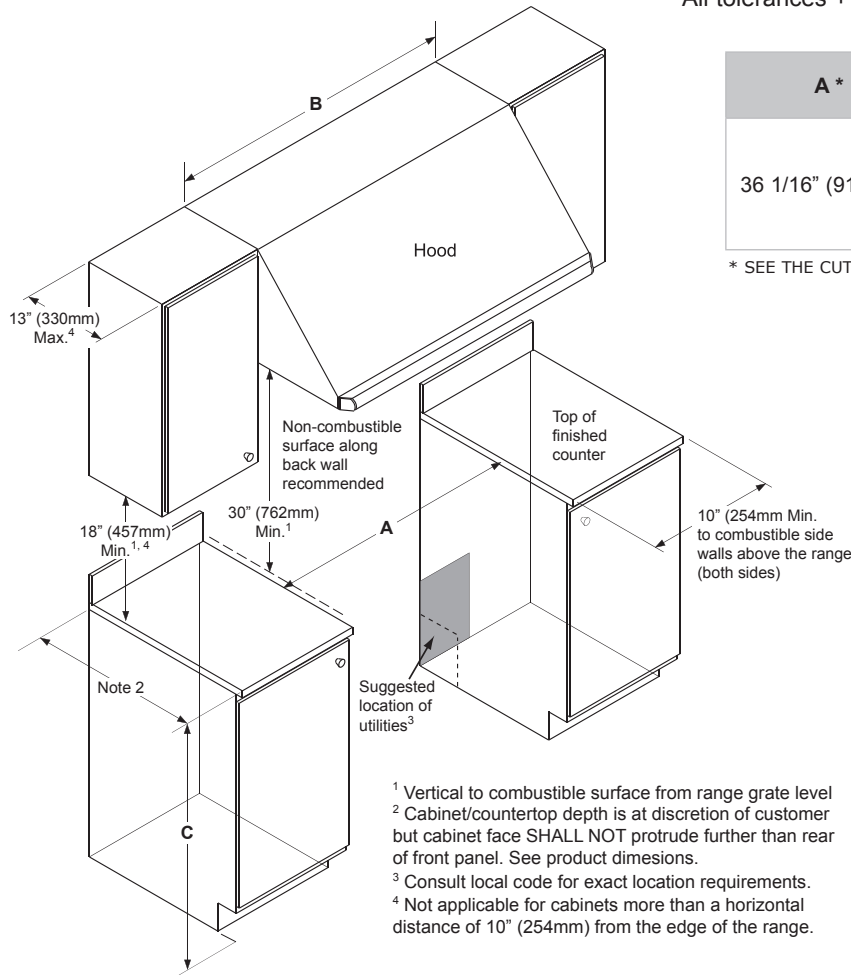 All tolerances +
B
A *
36 1/16” (91
* SEE THE CUT
Hood
13” (330mm)
Max.4
Non-combustible
surface along
back wall
recommended
Top of
finished
counter
18” (457mm)
Min.1, 4
30” (762mm)
Min.1
A
10” (254mm Min.
to combustible side
walls above the range
(both sides)
Note 2
Suggested
location of
utilities3
C
1 Vertical to combustible surface from range grate level
2 Cabinet/countertop depth is at discretion of customer
but cabinet face SHALL NOT protrude further than rear
of front panel. See product dimesions.
3 Consult local code for exact location requirements.
4 Not applicable for cabinets more than a horizontal
distance of 10” (254mm) from the edge of the range.